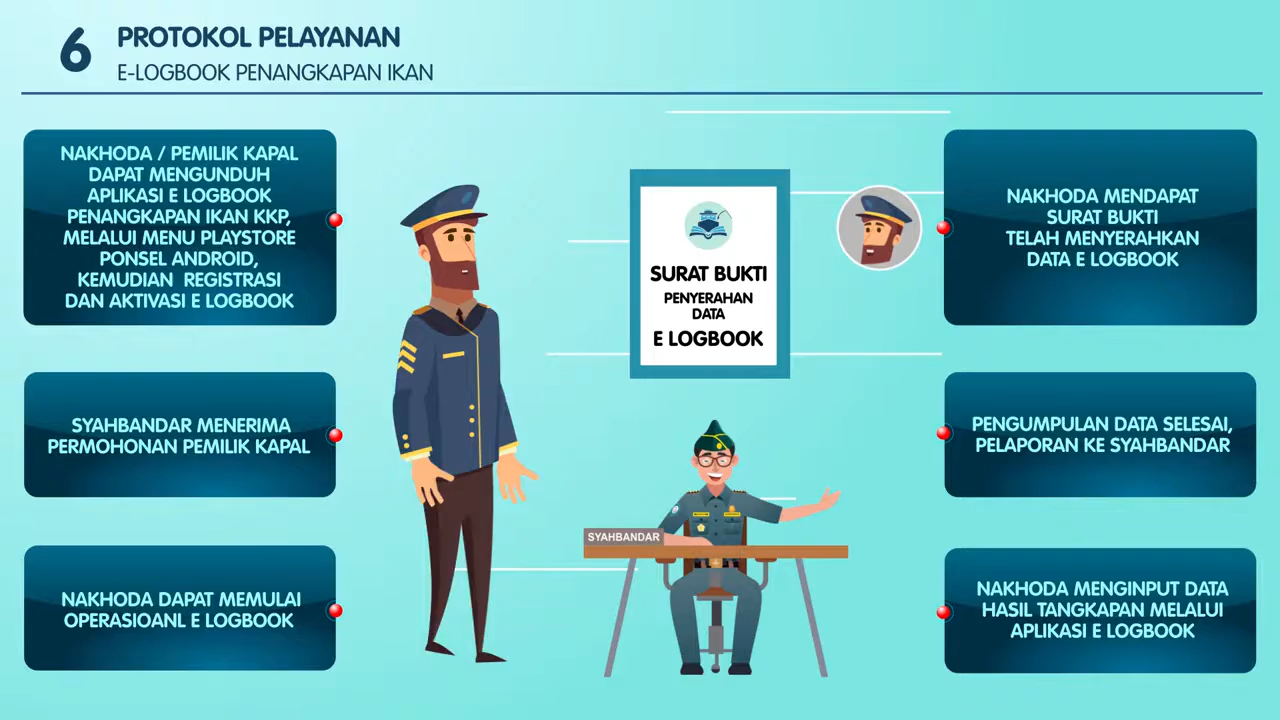 6
PROTOKOL PELAYANAN
E-LOGBOOK PENANGKAPAN IKAN
NAKHODA / PEMILIK KAPAL
DAPAT MENGUNDUH
APLIKASI E LOGBOOK
PENANGKAPAN IKAN KKP,
MELALUI MENU PLAYSTORE
PONSEL ANDROID,
KEMUDIAN REGISTRASI
DAN AKTIVASI E LOGBOOK
SYAHBANDAR MENERIMA
PERMOHONAN PEMILIK KAPAL
NAKHODA DAPAT MEMULAI
OPERASIOANL E LOGBOOK
SURAT BUKTI
PENYERAHAN
DATA
E LOGBOOK
SYAHBANDAR
NAKHODA MENDAPAT
SURAT BUKTI
TELAH MENYERAHKAN
DATA E LOGBOOK
PENGUMPULAN DATA SELESAI,
PELAPORAN KE SYAHBANDAR
NAKHODA MENGINPUT DATA
HASIL TANGKAPAN MELALUI
APLIKASI E LOGBOOK